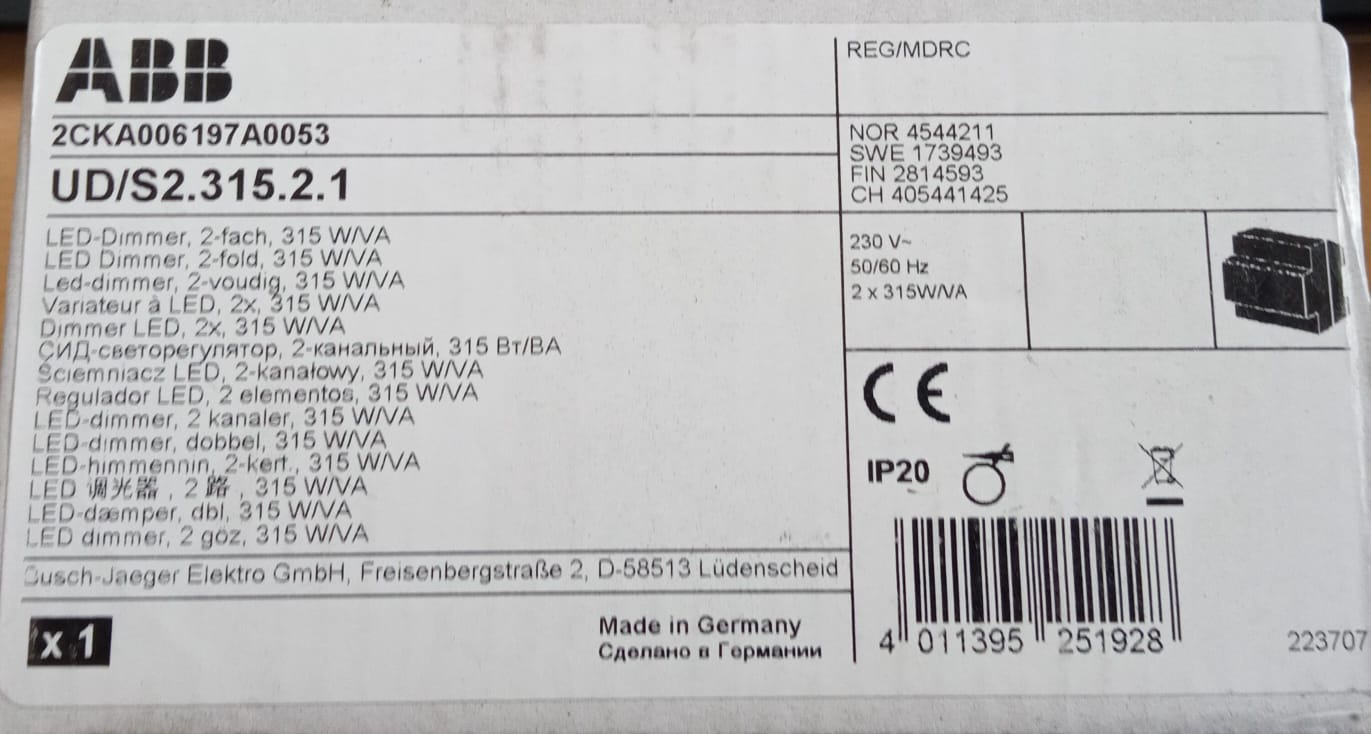 ABB
REG/MDRC
2CKA006197A0053
UD/S2.315.2.1
NOR 4544211
SWE 1739493
FIN 2814593
CH 405441425
LED-Dimmer, 2-fach, 315 W/VA
LED Dimmer, 2-fold, 315 W/VA
Led-dimmer, 2-voudig, 315 W/VA
Variateur à LED, 2x, 315 W/VA
Dimmer LED, 2x, 315 W/VA
СИД-светорегулятор, 2-канальный, 315 Вт/ВА
Ściemniacz LED, 2-kanałowy, 315 W/VA
Regulador LED, 2 elementos, 315 W/VA
LED-dimmer, 2 kanaler, 315 W/VA
LED-dimmer, dobbel, 315 W/VA
LED-himmennin, 2-kert., 315 W/VA
LED 调光器 , 2 路 , 315 W/VA
LED-dæmper, dbl, 315 W/VA
LED dimmer, 2 göz, 315 W/VA
230 V~
50/60 Hz
2 x 315W/VA
CE
IP20
Busch-Jaeger Elektro GmbH, Freisenbergstraße 2, D-58513 Lüdenscheid
x 1
Made in Germany
Сделано в Германии
4 011395 251928
223707